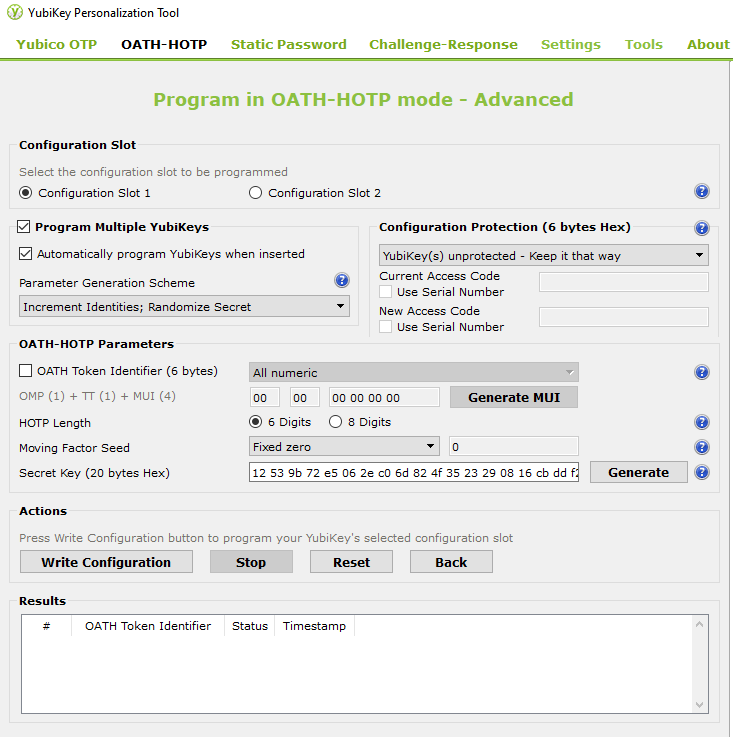 YubiKey Personalization Tool
Yubico OTP OATH-HOTP Static Password Challenge-Response Settings Tools About
Program in OATH-HOTP mode - Advanced
Configuration Slot
Select the configuration slot to be programmed
Configuration Slot 1 Configuration Slot 2 ?
Program Multiple YubiKeys
Automatically program YubiKeys when inserted
Parameter Generation Scheme ?
Increment Identities; Randomize Secret
Configuration Protection (6 bytes Hex) ?
YubiKey(s) unprotected - Keep it that way
Current Access Code
Use Serial Number
New Access Code
Use Serial Number
OATH-HOTP Parameters
OATH Token Identifier (6 bytes) All numeric ?
OMP (1) + TT (1) + MUI (4) 00 00 00 00 00 00 Generate MUI
HOTP Length 6 Digits 8 Digits ?
Moving Factor Seed Fixed zero 0 ?
Secret Key (20 bytes Hex) 12 53 9b 72 e5 06 2e c0 6d 82 4f 35 23 29 08 16 cb dd Generate ?
Actions
Press Write Configuration button to program your YubiKey's selected configuration slot
Write Configuration Stop Reset Back
Results
# OATH Token Identifier Status Timestamp